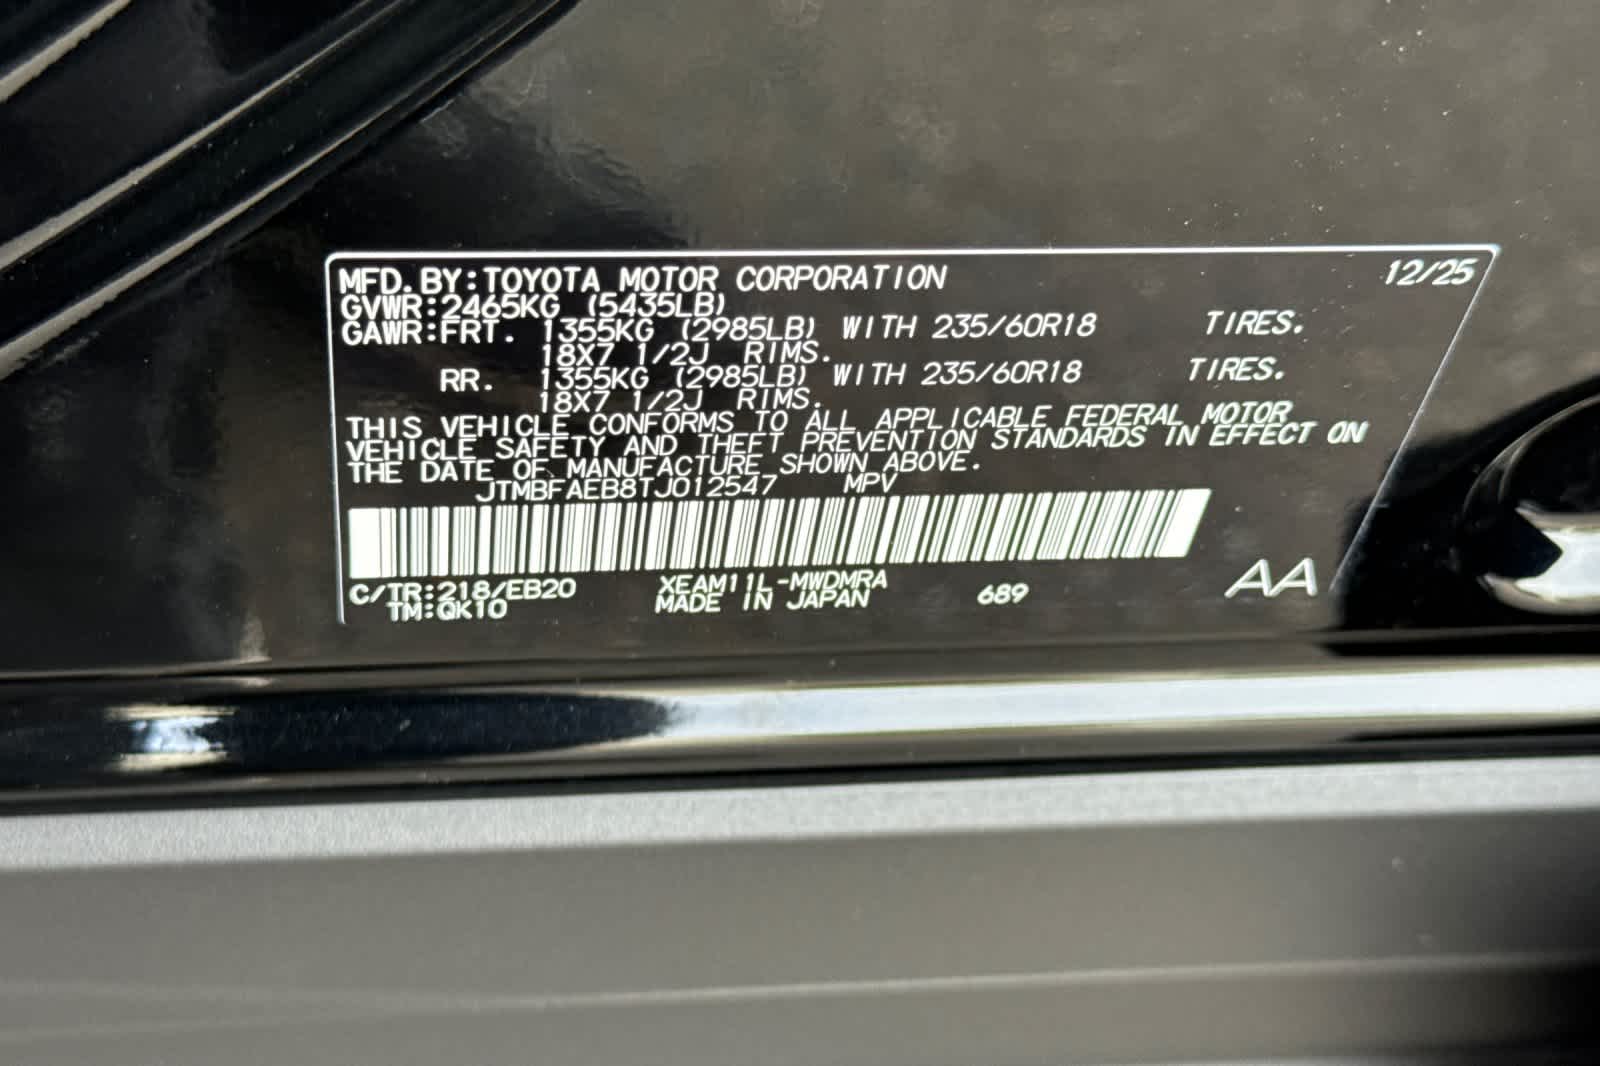 MFD.BY:TOYOTA MOTOR CORPORATION 12/25
GVWR:2465KG (5435LB)
GAWR:FRT. 1355KG (2985LB) WITH 235/60R18 TIRES.
18X7 1/2J RIMS.
RR. 1355KG (2985LB) WITH 235/60R18 TIRES.
18X7 1/2J RIMS.
THIS VEHICLE CONFORMS TO ALL APPLICABLE FEDERAL MOTOR
VEHICLE SAFETY AND THEFT PREVENTION STANDARDS IN EFFECT ON
THE DATE OF MANUFACTURE SHOWN ABOVE.
JTMBFAEB8TJ012547 MPV
C/TR:218/EB20 XEAM11L-MWDMRA
TM:QK10 MADE IN JAPAN 689 AA